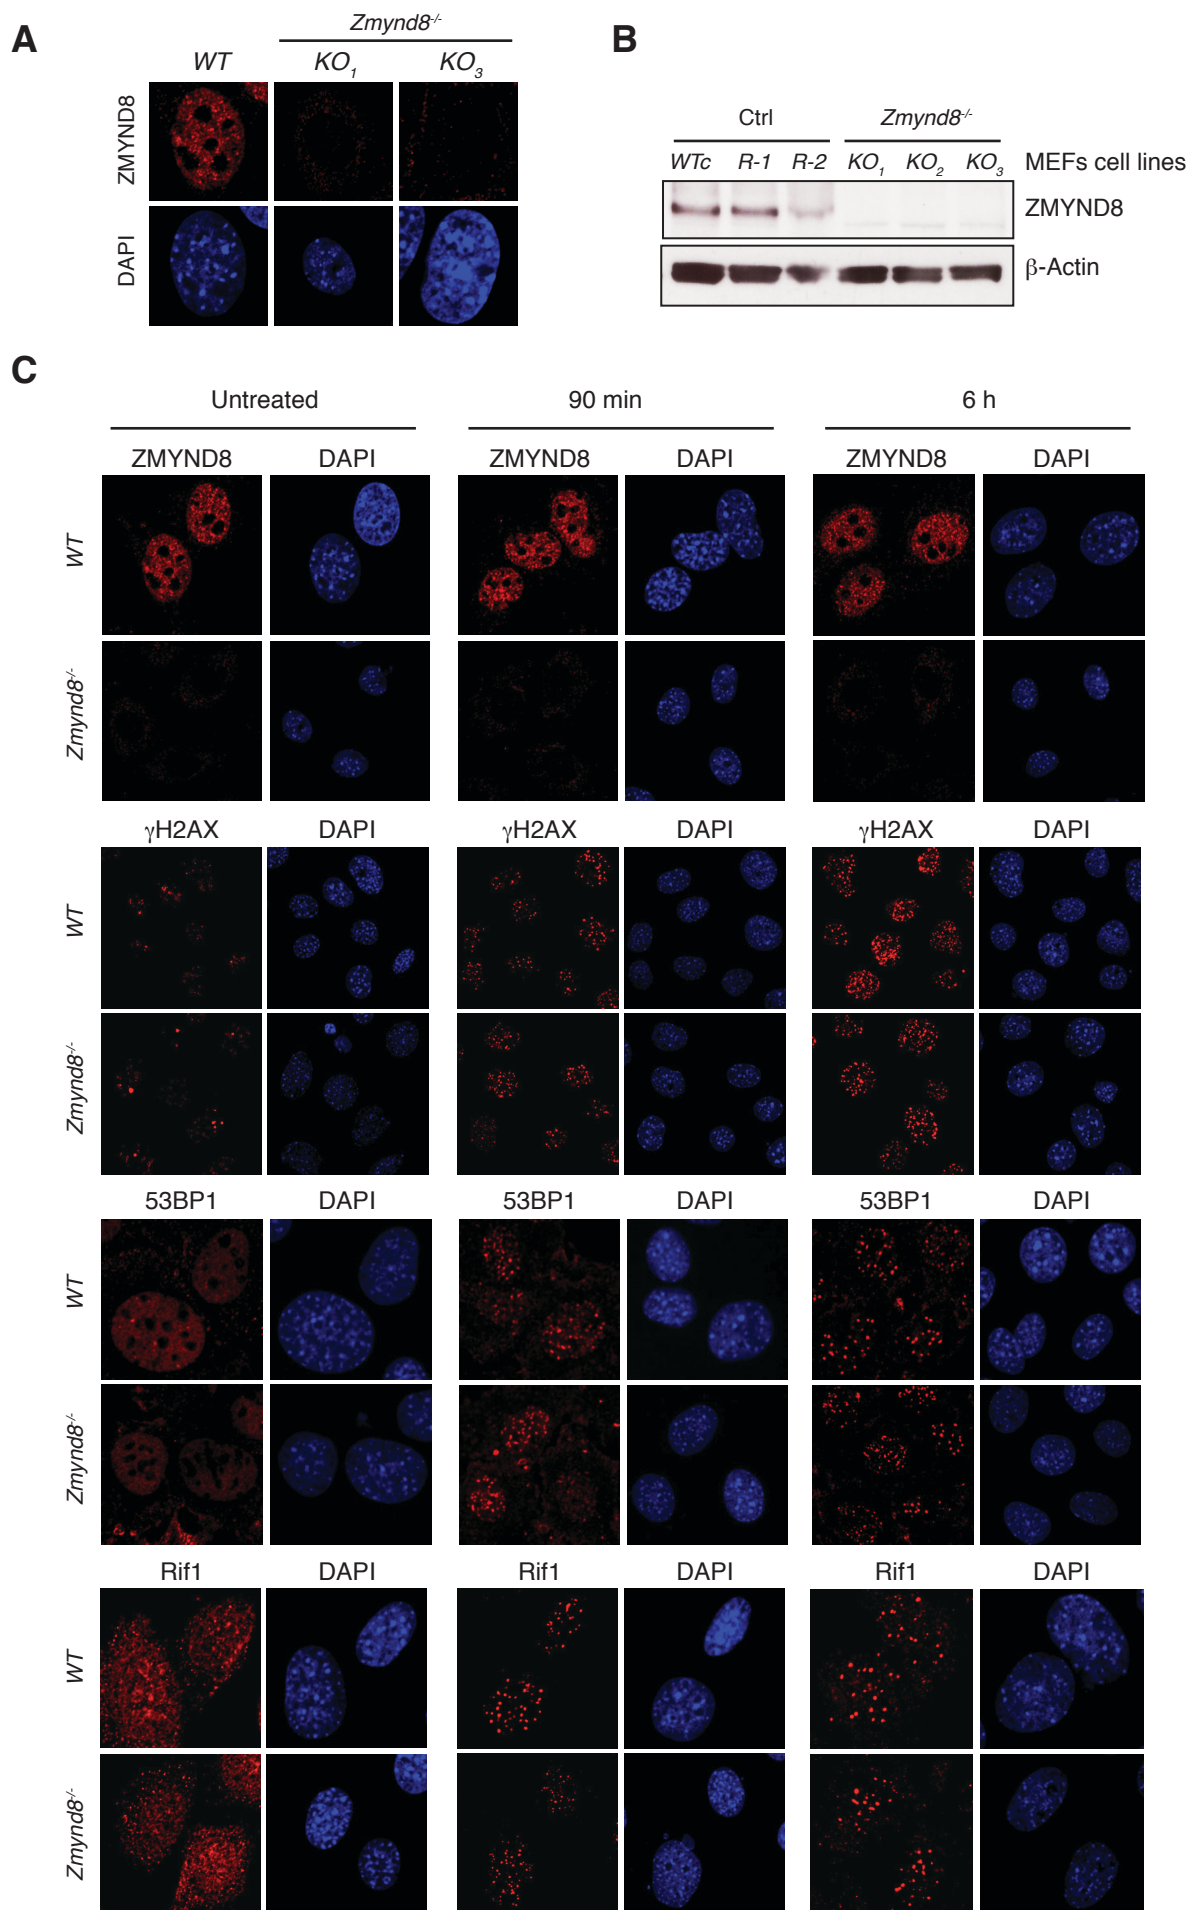 A
Zmynd8-/-
WT KO1 KO3
ZMYND8
DAPI
B
Ctrl Zmynd8-/-
WTc R-1 R-2 KO1 KO2 KO3 MEFs cell lines
ZMYND8
β-Actin
C
Untreated 90 min 6 h
ZMYND8 DAPI ZMYND8 DAPI ZMYND8 DAPI
WT
Zmynd8-/-
γH2AX DAPI γH2AX DAPI γH2AX DAPI
WT
Zmynd8-/-
53BP1 DAPI 53BP1 DAPI 53BP1 DAPI
WT
Zmynd8-/-
Rif1 DAPI Rif1 DAPI Rif1 DAPI
WT
Zmynd8-/-